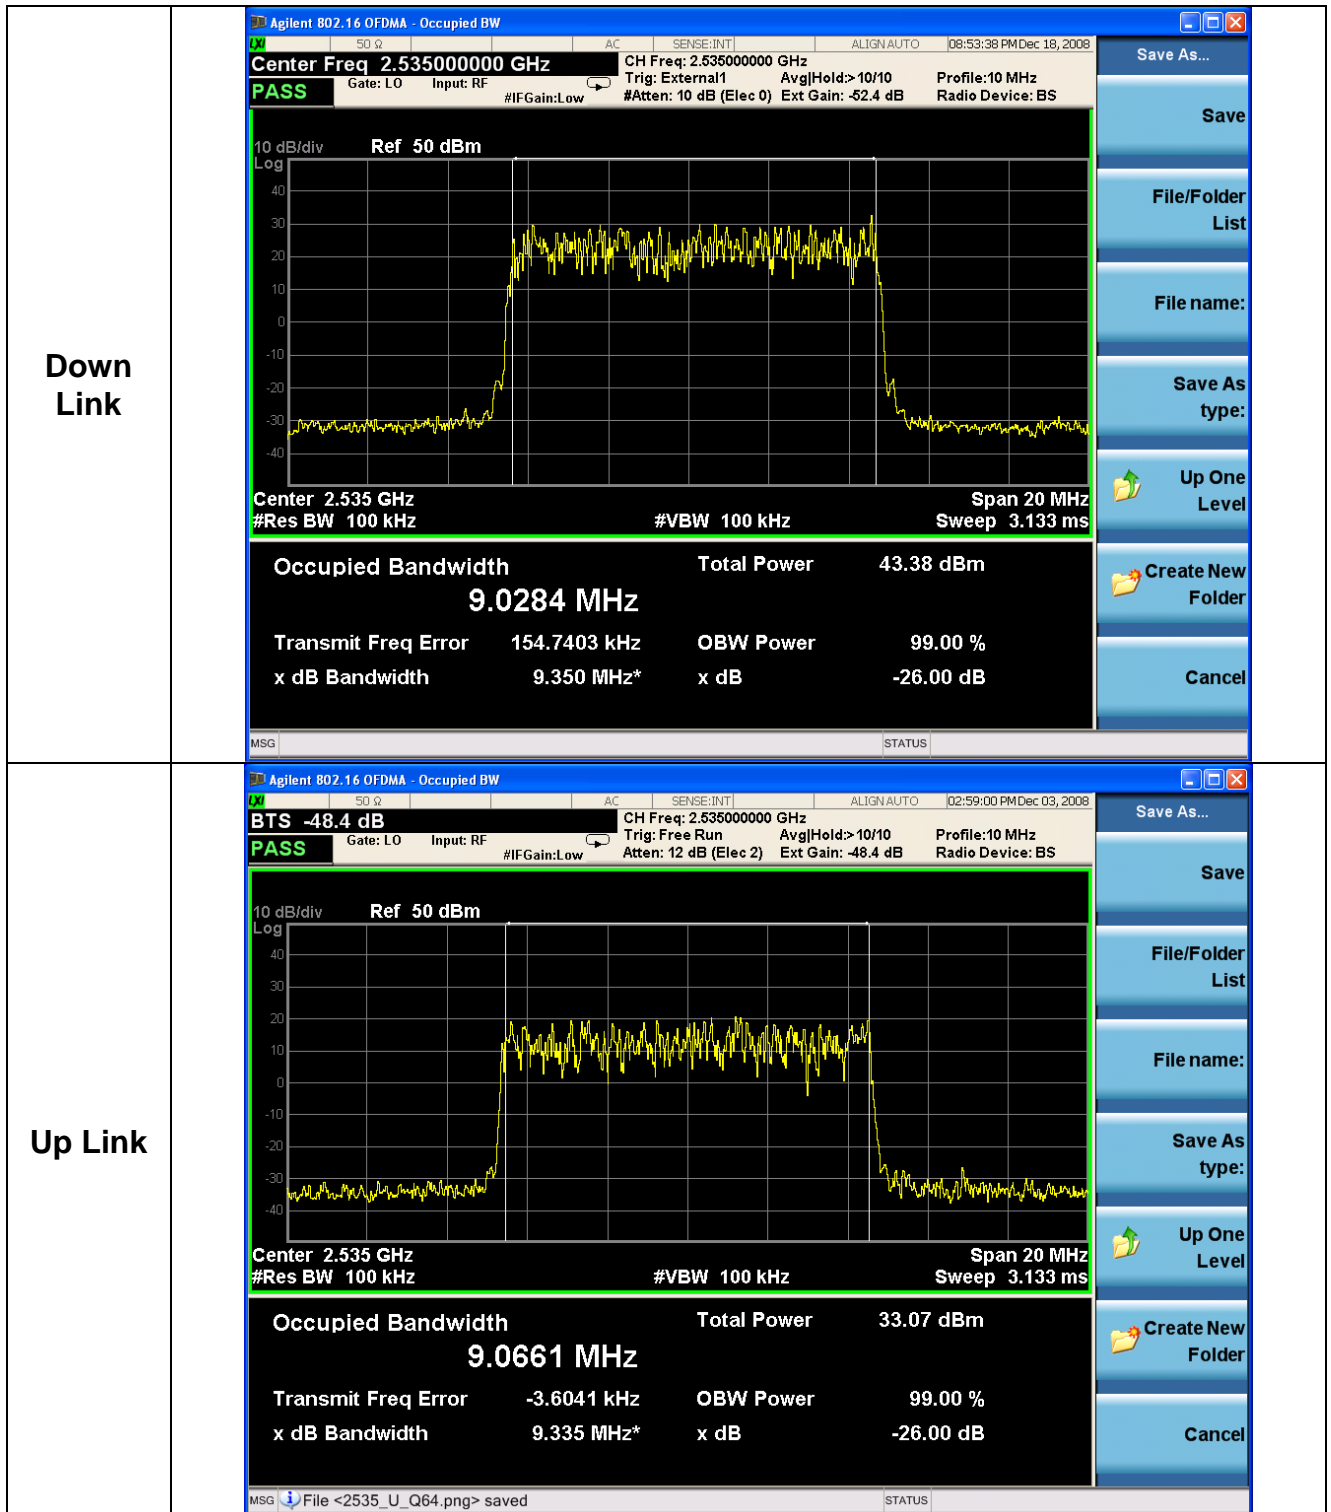 Down
Link
Agilent 802.16 OFDMA - Occupied BW
LXI 50 Ω AC SENSE:INT ALIGN AUTO 08:53:38 PM Dec 18, 2008
Center Freq 2.535000000 GHz
CH Freq: 2.535000000 GHz
PASS
Gate: LO Input: RF
Trig: External1 Avg|Hold:>10/10 Profile:10 MHz
#IFGain:Low #Atten: 10 dB (Elec 0) Ext Gain: -52.4 dB Radio Device: BS
10 dB/div Ref 50 dBm
Log
40
30
20
10
0
-10
-20
-30
-40
Center 2.535 GHz Span 20 MHz
#Res BW 100 kHz #VBW 100 kHz Sweep 3.133 ms
Occupied Bandwidth Total Power 43.38 dBm
9.0284 MHz
Transmit Freq Error 154.7403 kHz OBW Power 99.00 %
x dB Bandwidth 9.350 MHz* x dB -26.00 dB
MSG STATUS
Save As...
Save
File/Folder
List
File name:
Save As
type:
Up One
Level
Create New
Folder
Cancel
Up Link
Agilent 802.16 OFDMA - Occupied BW
LXI 50 Ω AC SENSE:INT ALIGN AUTO 02:59:00 PM Dec 03, 2008
BTS -48.4 dB
CH Freq: 2.535000000 GHz
PASS
Gate: LO Input: RF
Trig: Free Run Avg|Hold:>10/10 Profile:10 MHz
#IFGain:Low Atten: 12 dB (Elec 2) Ext Gain: -48.4 dB Radio Device: BS
10 dB/div Ref 50 dBm
Log
40
30
20
10
0
-10
-20
-30
-40
Center 2.535 GHz Span 20 MHz
#Res BW 100 kHz #VBW 100 kHz Sweep 3.133 ms
Occupied Bandwidth Total Power 33.07 dBm
9.0661 MHz
Transmit Freq Error -3.6041 kHz OBW Power 99.00 %
x dB Bandwidth 9.335 MHz* x dB -26.00 dB
MSG File <2535_U_Q64.png> saved STATUS
Save As...
Save
File/Folder
List
File name:
Save As
type:
Up One
Level
Create New
Folder
Cancel